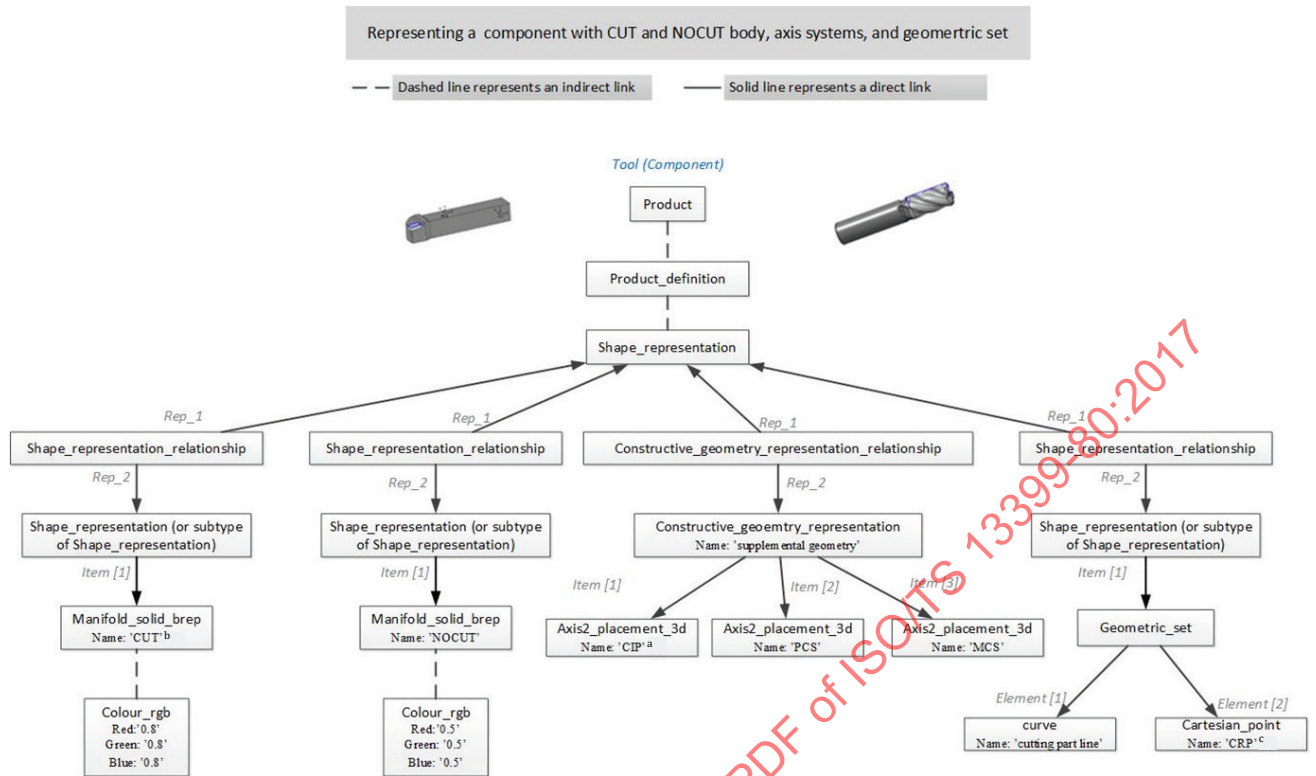 Representing a component with CUT and NOCUT body, axis systems, and geomertric set
Dashed line represents an indirect link
Solid line represents a direct link
Tool (Component)
Product
Product_definition
Shape_representation
Rep_1
Rep_1
Rep_1
Rep_1
Shape_representation_relationship
Shape_representation_relationship
Constructive_geometry_representation_relationship
Shape_representation_relationship
Rep_2
Rep_2
Rep_2
Rep_2
Shape_representation (or subtype
of Shape_representation)
Shape_representation (or subtype
of Shape_representation)
Constructive_geoemtry_representation
Name: 'supplemental geometry'
Shape_representation (or subtype
of Shape_representation)
Item [1]
Item [1]
Item [1]
Item [2]
Item [3]
Item [1]
Manifold_solid_brep
Name: 'CUT' b
Manifold_solid_brep
Name: 'NOCUT'
Axis2_placement_3d
Name: 'CIP' a
Axis2_placement_3d
Name: 'PCS'
Axis2_placement_3d
Name: 'MCS'
Geometric_set
Element [1]
Element [2]
Colour_rgb
Red:'0.8'
Green: '0.8'
Blue: '0.8'
Colour_rgb
Red:'0.5'
Green: '0.5'
Blue: '0.5'
curve
Name: 'cutting part line'
Cartesian_point
Name: 'CRP' c
PDF of ISO/TS 13399-80:2017